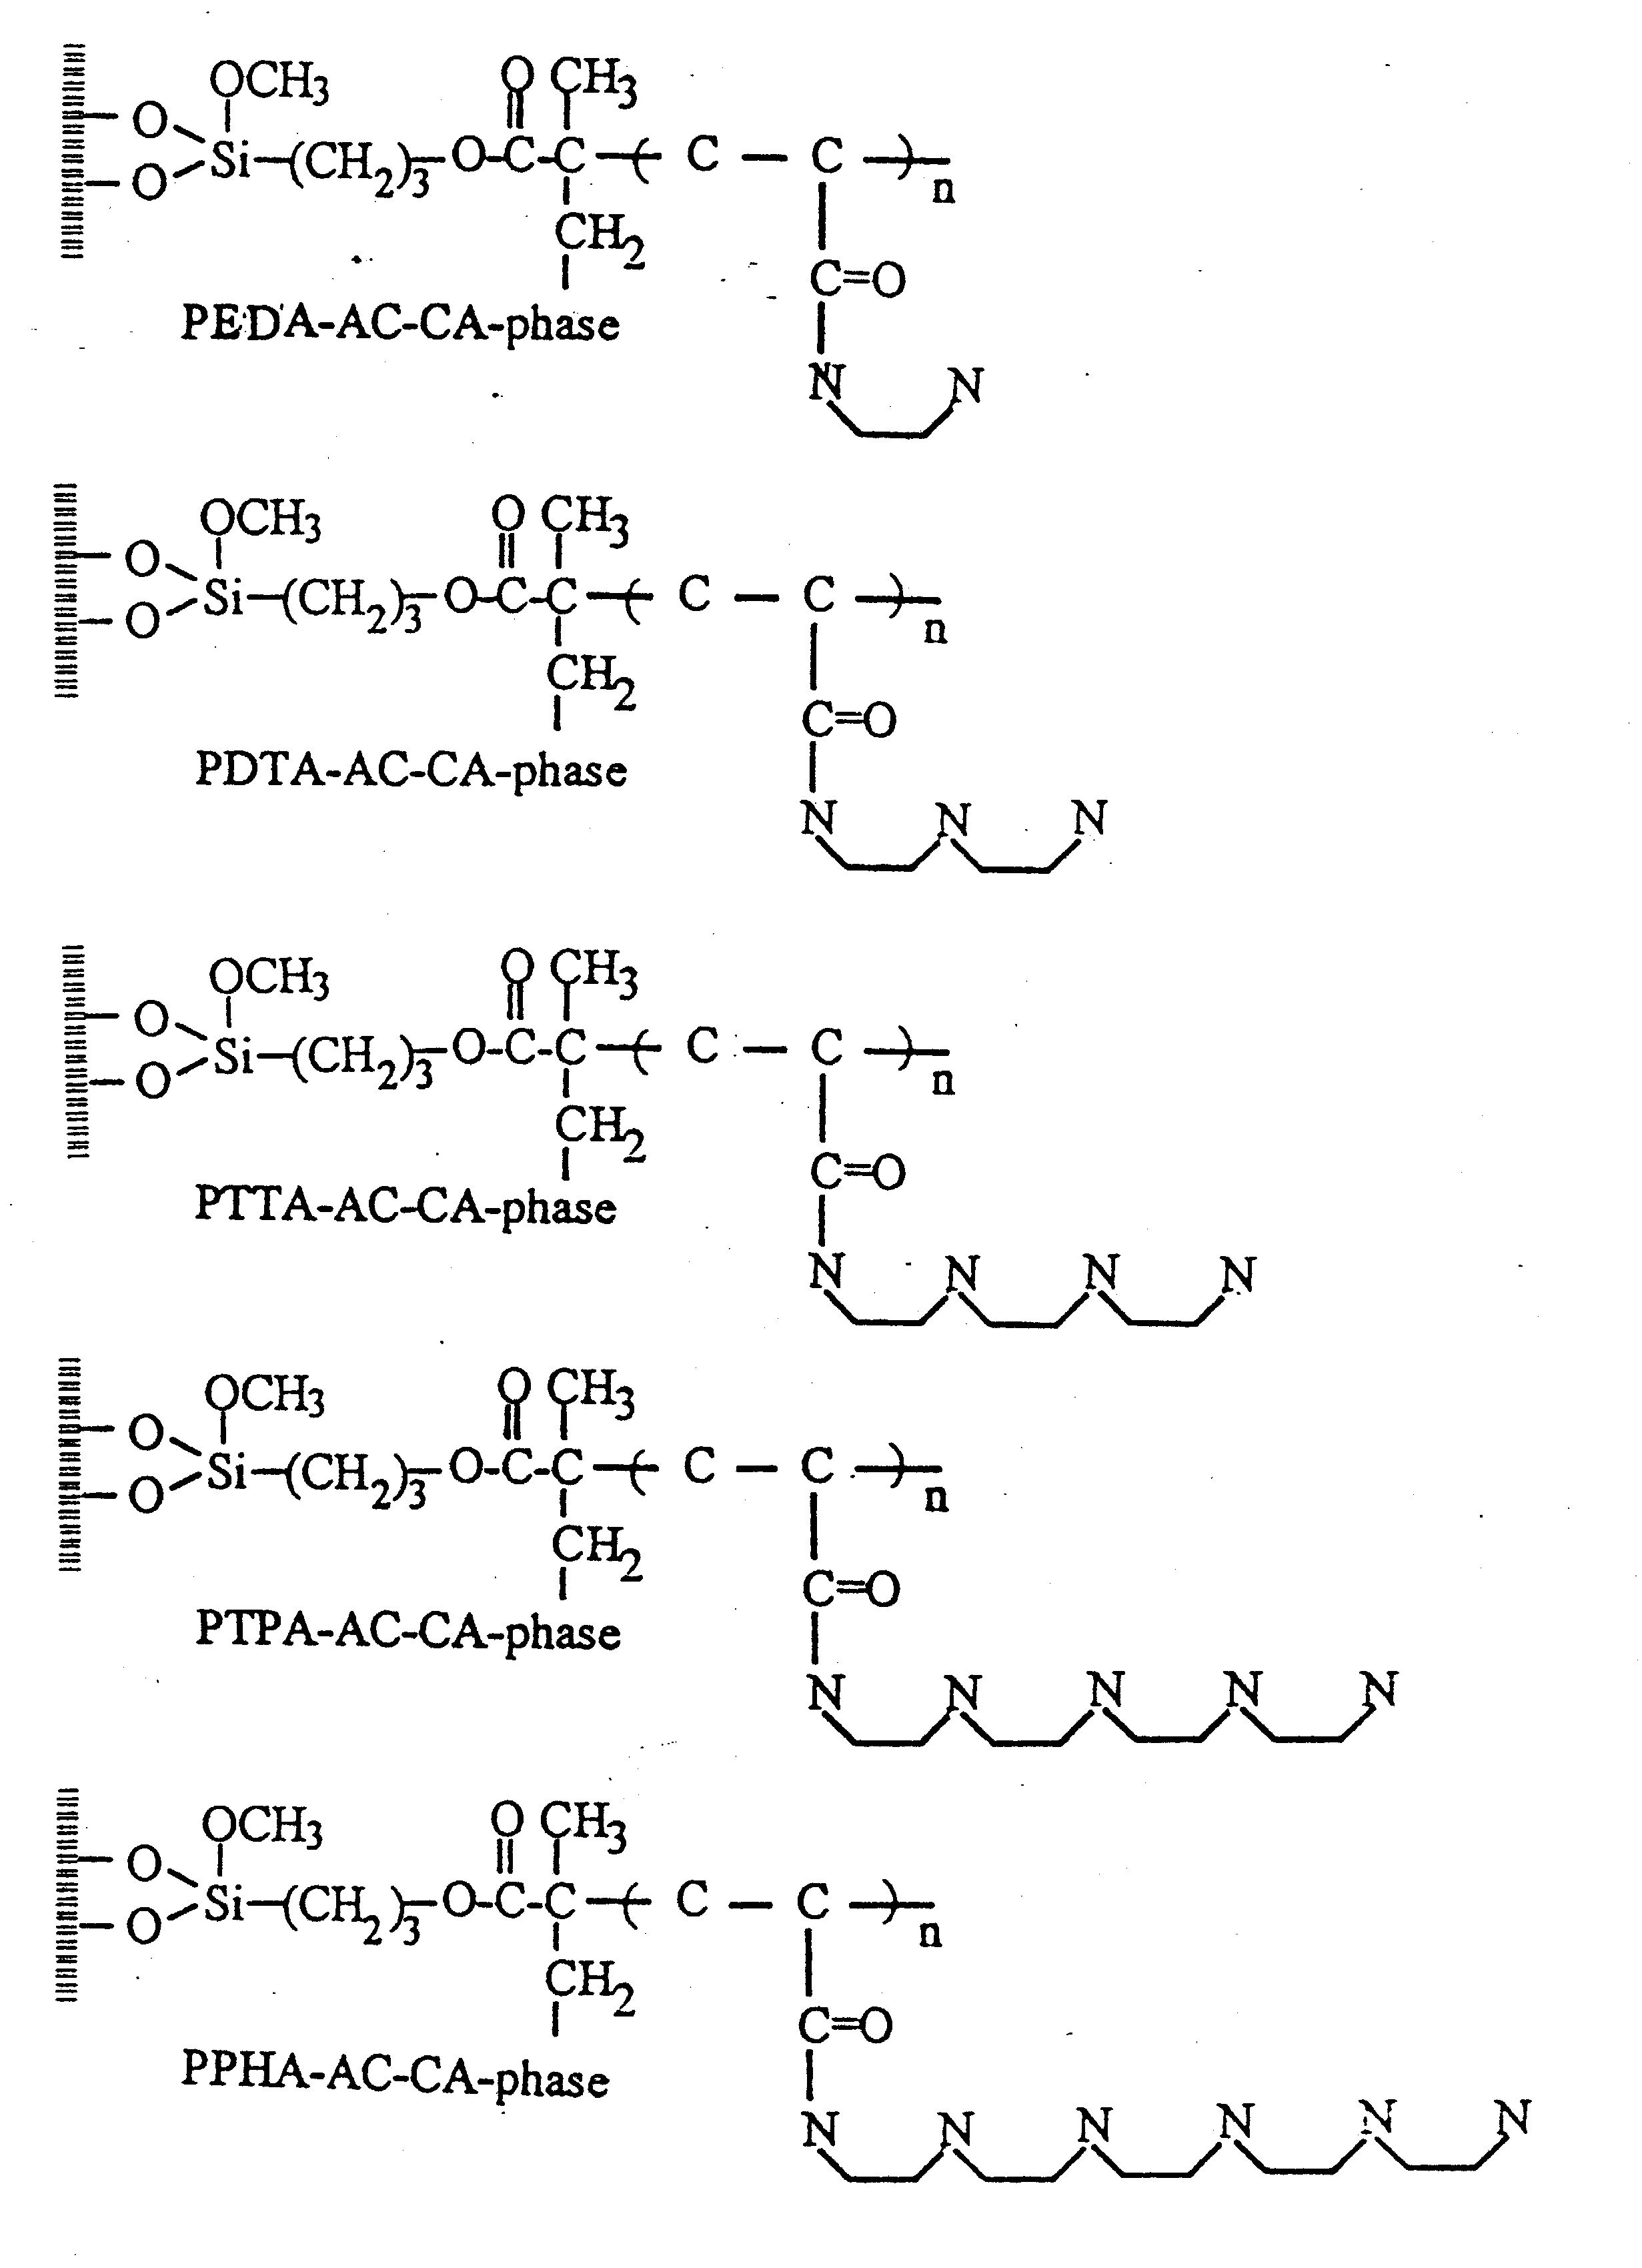 OCH3 O CH3
O
Si-(CH2)3-O-C-C-( C - C -)n
O
CH2
C=O
PEDA-AC-CA-phase
N N
OCH3 O CH3
O
Si-(CH2)3-O-C-C-( C - C -)n
O
CH2
C=O
PDTA-AC-CA-phase
N N N
OCH3 O CH3
O
Si-(CH2)3-O-C-C-( C - C -)n
O
CH2
C=O
PTTA-AC-CA-phase
N N N N
OCH3 O CH3
O
Si-(CH2)3-O-C-C-( C - C -)n
O
CH2
C=O
PTPA-AC-CA-phase
N N N N N
OCH3 O CH3
O
Si-(CH2)3-O-C-C-( C - C -)n
O
CH2
C=O
PPHA-AC-CA-phase
N N N N N N